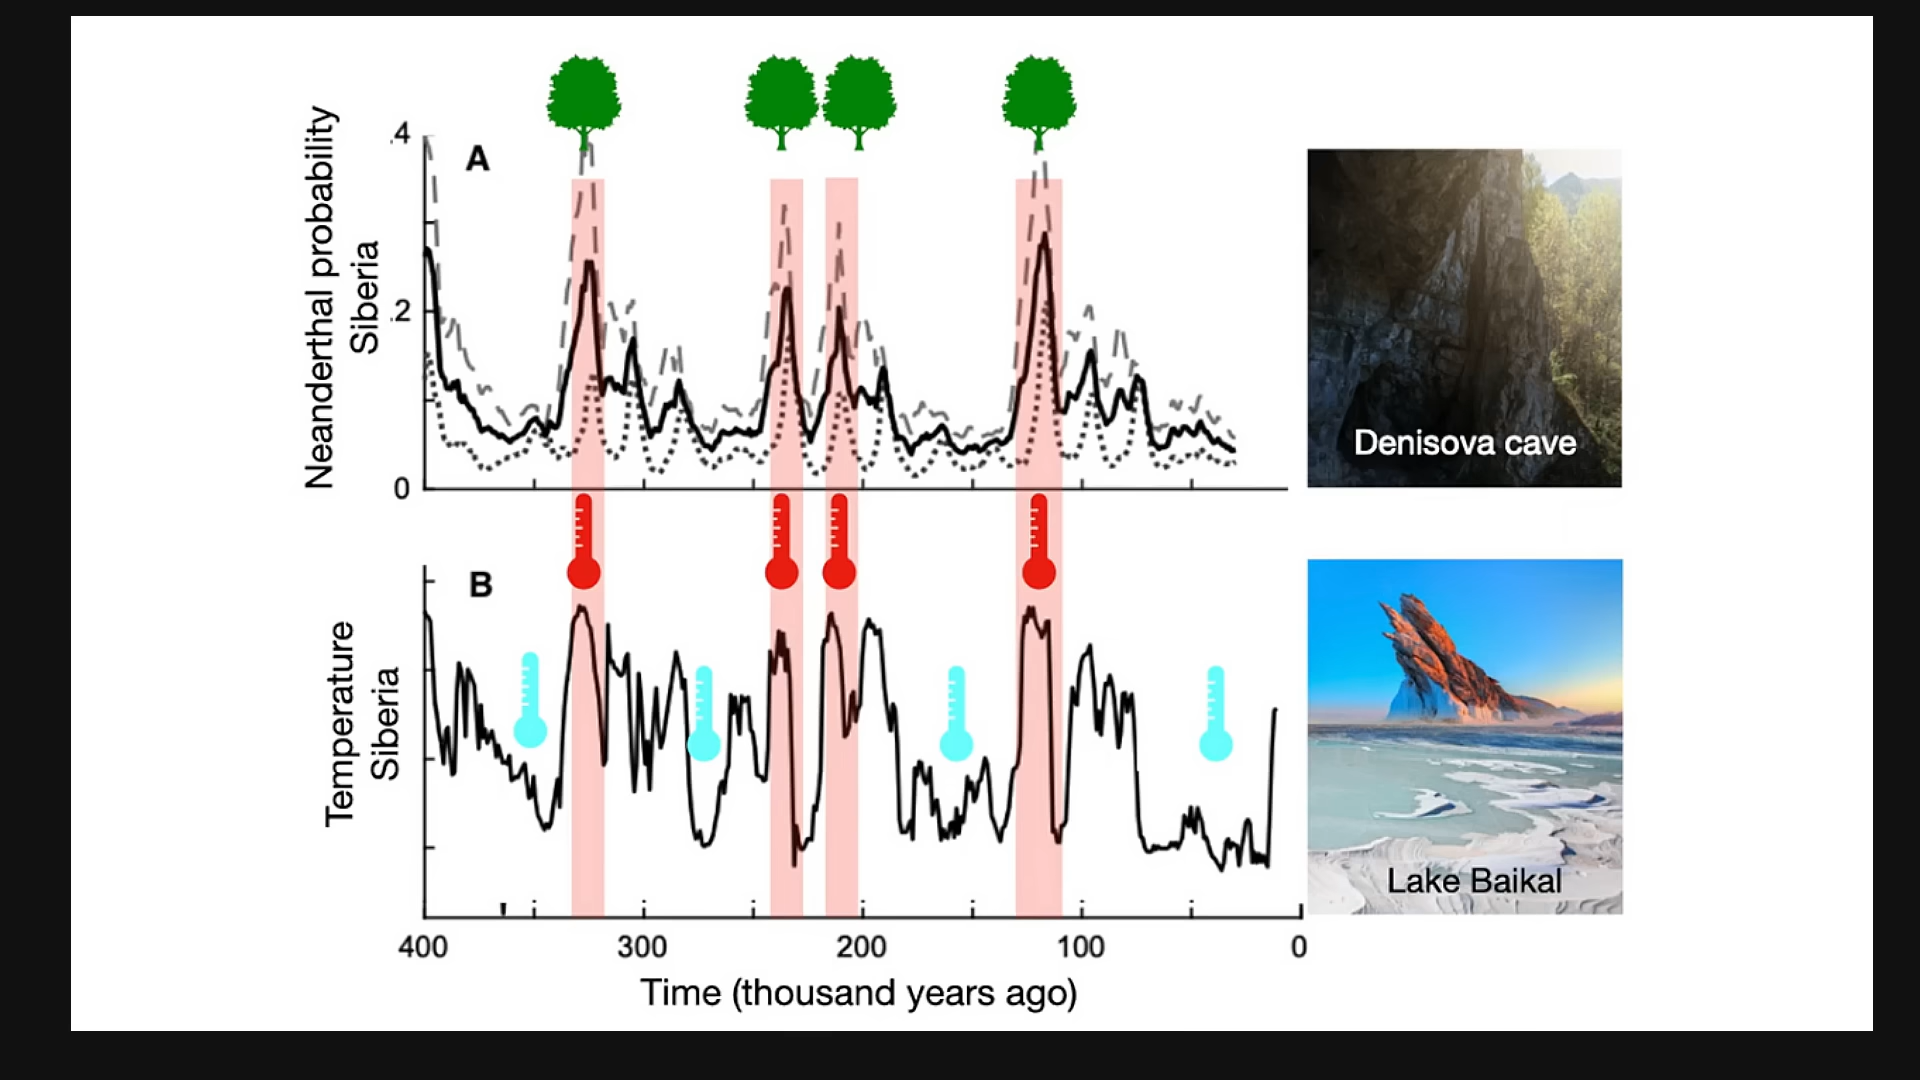 Neanderthal probability
Siberia
.4
.2
0
A
Denisova cave
Temperature
Siberia
B
Lake Baikal
400
300
200
100
0
Time (thousand years ago)